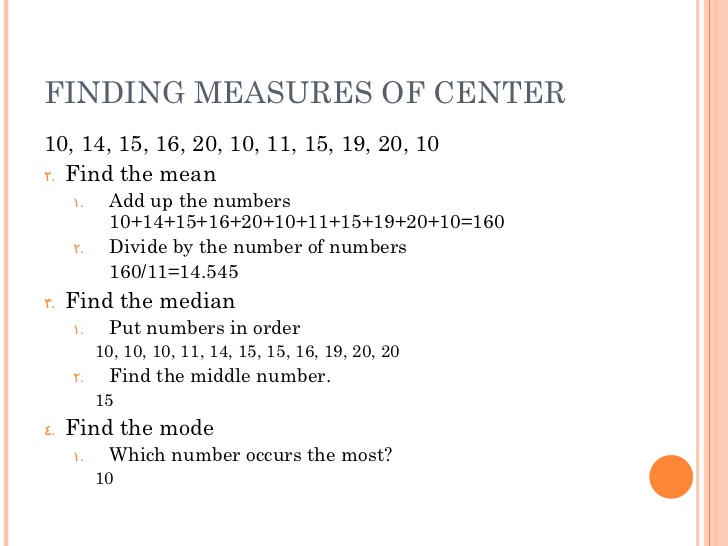 FINDING MEASURES OF CENTER
10, 14, 15, 16, 20, 10, 11, 15, 19, 20, 10
٢. Find the mean
١. Add up the numbers
10+14+15+16+20+10+11+15+19+20+10=160
٢. Divide by the number of numbers
160/11=14.545
٣. Find the median
١. Put numbers in order
10, 10, 10, 11, 14, 15, 15, 16, 19, 20, 20
٢. Find the middle number.
15
٤. Find the mode
١. Which number occurs the most?
10